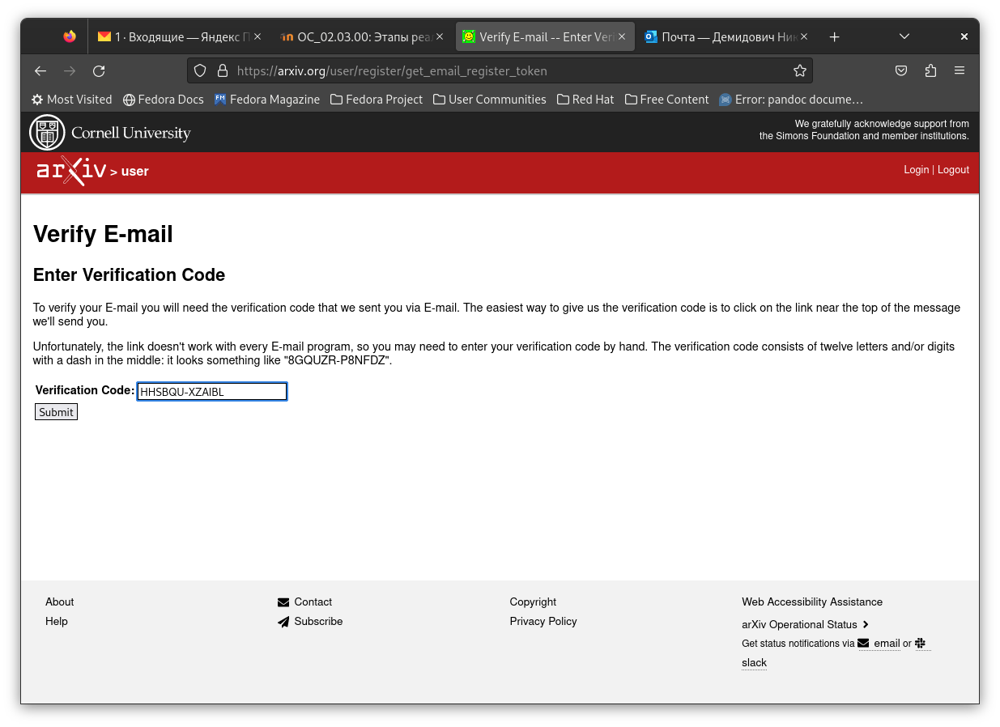 1 · Входящие — Яндекс П
ОС_02.03.00: Этапы реа
Verify E-mail -- Enter Veri
Почта — Демидович Ник
https://arxiv.org/user/register/get_email_register_token
Most Visited
Fedora Docs
Fedora Magazine
Fedora Project
User Communities
Red Hat
Free Content
Error: pandoc docume…
Cornell University
We gratefully acknowledge support from
the Simons Foundation and member institutions.
arXiv > user
Login | Logout
Verify E-mail
Enter Verification Code
To verify your E-mail you will need the verification code that we sent you via E-mail. The easiest way to give us the verification code is to click on the link near the top of the message
we'll send you.
Unfortunately, the link doesn't work with every E-mail program, so you may need to enter your verification code by hand. The verification code consists of twelve letters and/or digits
with a dash in the middle: it looks something like "8GQUZR-P8NFDZ".
Verification Code: HHSBQU-XZAIBL
Submit
About
Help
Contact
Subscribe
Copyright
Privacy Policy
Web Accessibility Assistance
arXiv Operational Status
Get status notifications via email or
slack